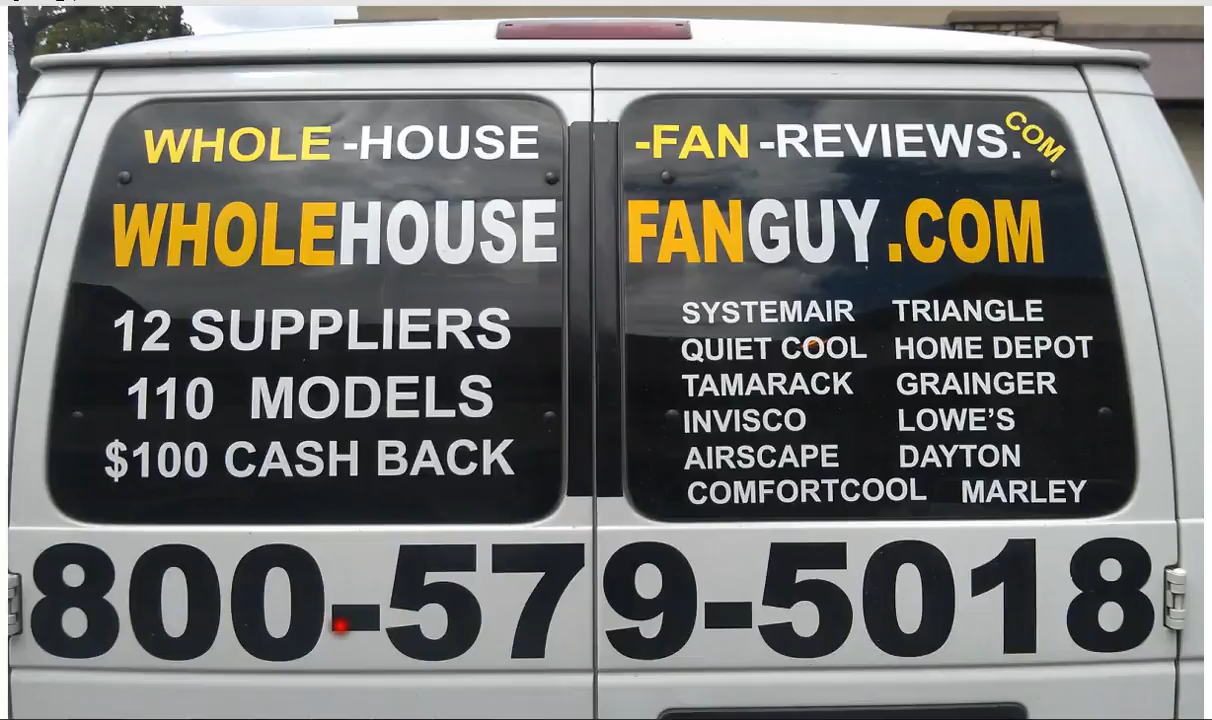 WHOLE -HOUSE -FAN -REVIEWS.COM
WHOLEHOUSE FANGUY.COM
12 SUPPLIERS
110 MODELS
$100 CASH BACK
SYSTEMAIR TRIANGLE
QUIET COOL HOME DEPOT
TAMARACK GRAINGER
INVISCO LOWE'S
AIRSCAPE DAYTON
COMFORTCOOL MARLEY
800-579-5018